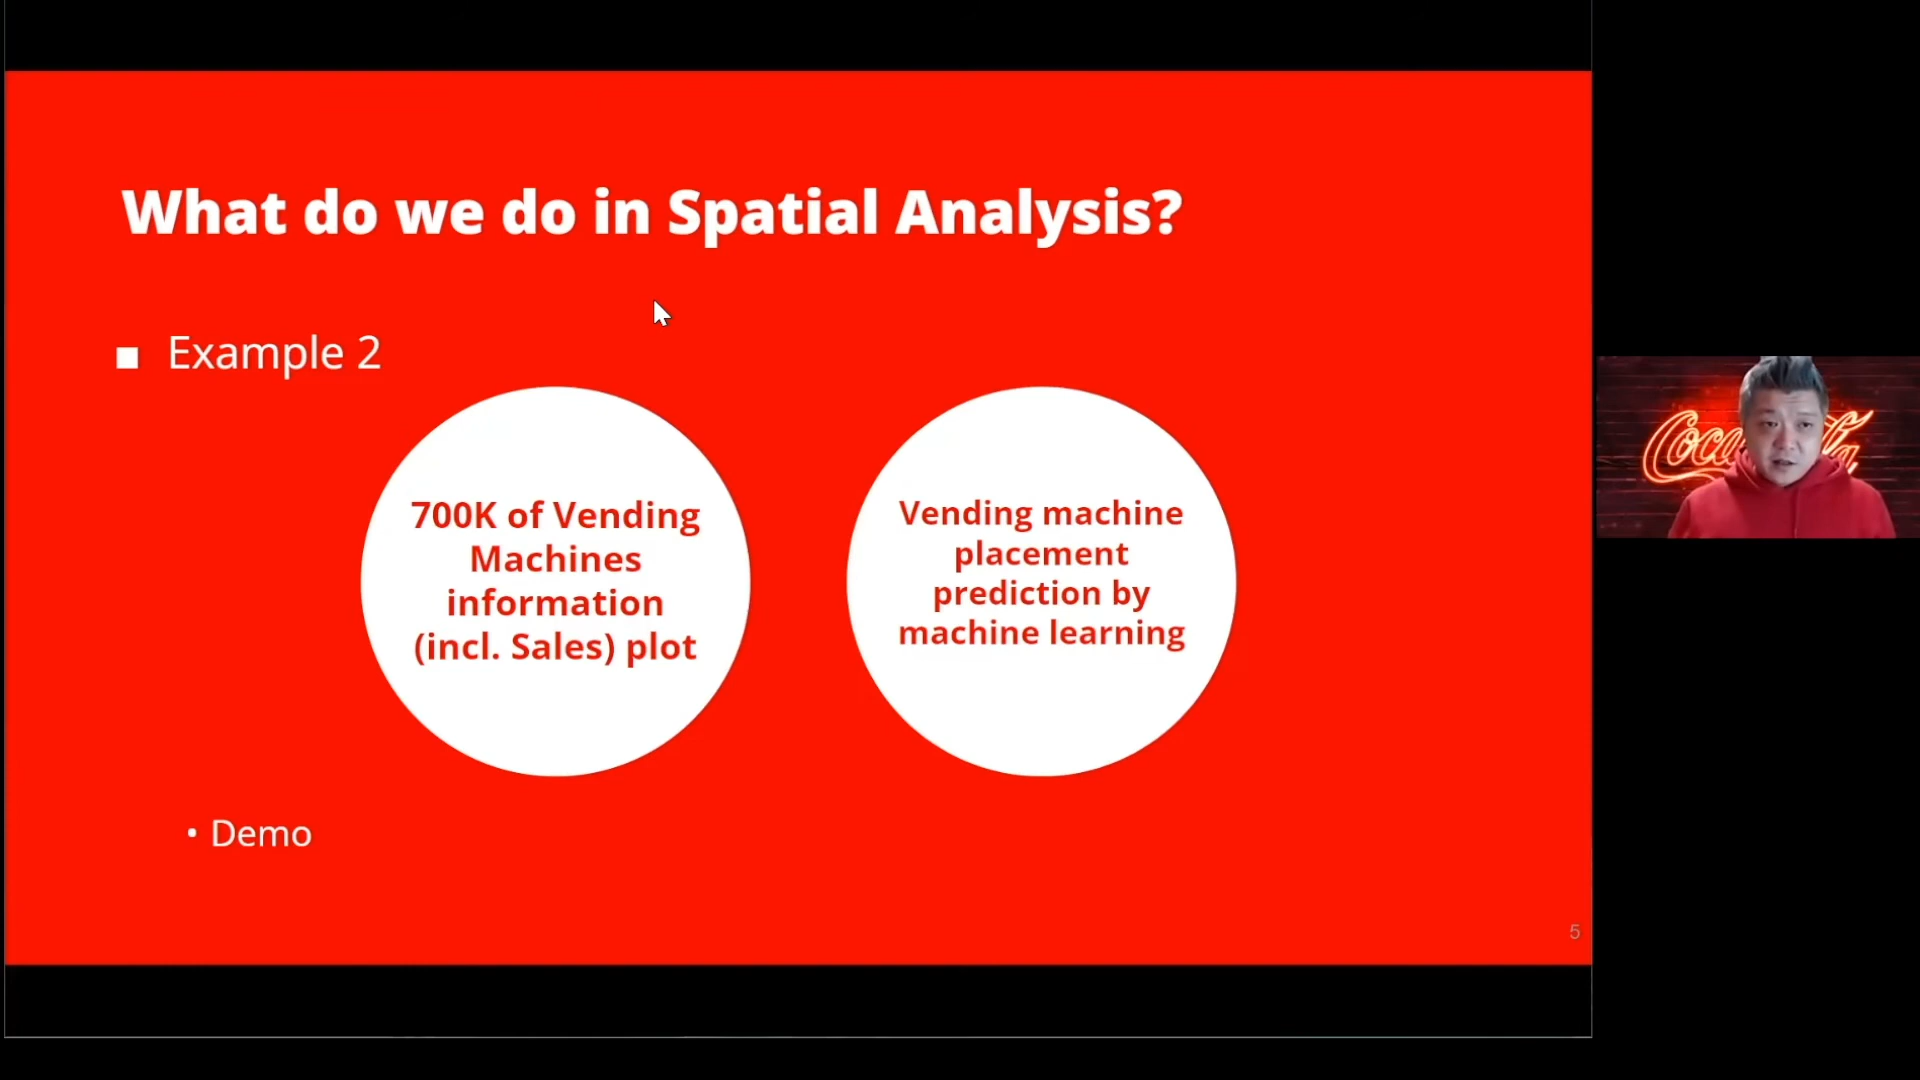 What do we do in Spatial Analysis?
■ Example 2
700K of Vending
Machines
information
(incl. Sales) plot
Vending machine
placement
prediction by
machine learning
• Demo
5